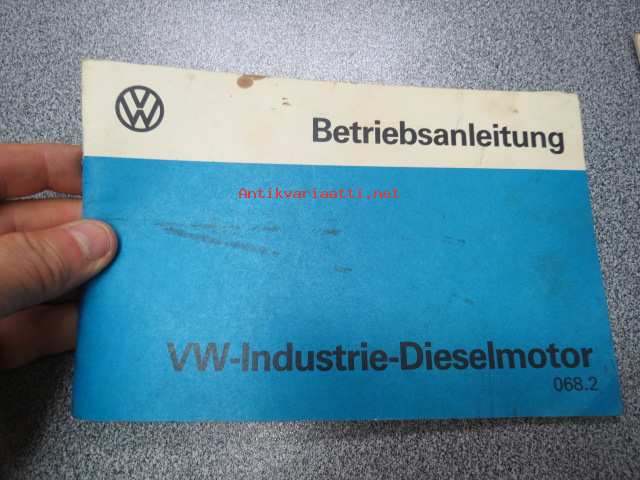 VW
Betriebsanleitung
Antikvariaatti.net
VW-Industrie-Dieselmotor
068.2